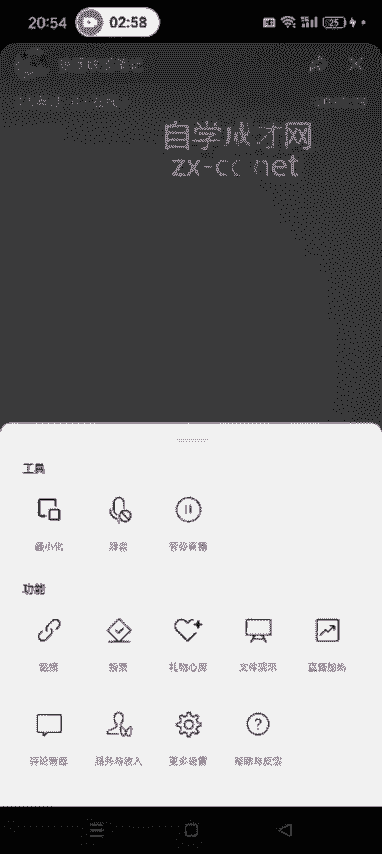 20:54
02:58
25
自学成才网
zx-cc.net
工具
最小化 静音 暂停直播
功能
链接 投票 礼物心愿 文件演示 直播加热
评论管理 服务与收入 更多设置 帮助与反馈